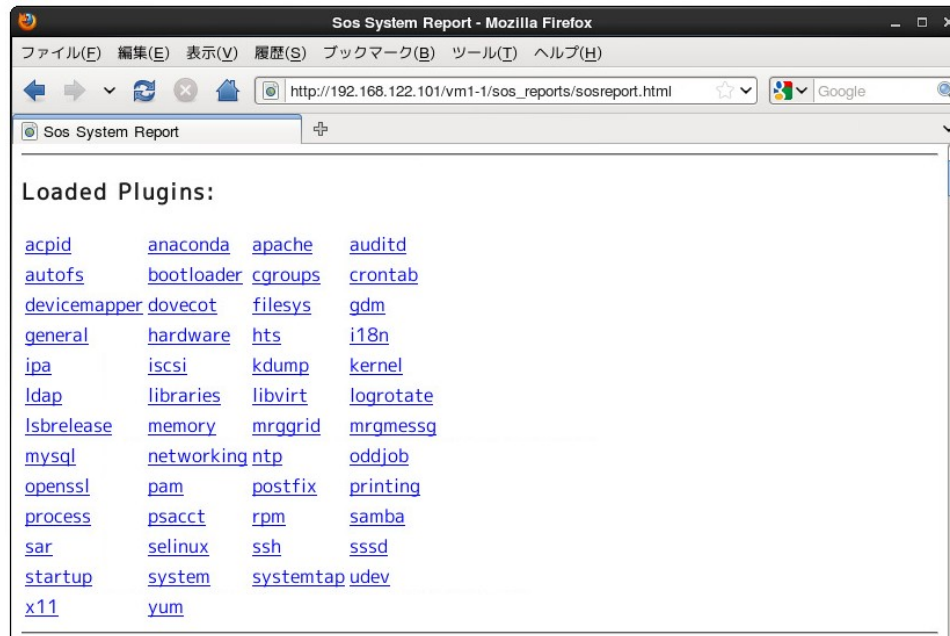 Sos System Report - Mozilla Firefox
ファイル(F) 編集(E) 表示(V) 履歴(S) ブックマーク(B) ツール(T) ヘルプ(H)
http://192.168.122.101/vm1-1/sos_reports/sosreport.html Google
Sos System Report
Loaded Plugins:
acpid anaconda apache auditd
autofs bootloader cgroups crontab
devicemapper dovecot filesys gdm
general hardware hts i18n
ipa iscsi kdump kernel
ldap libraries libvirt logrotate
lsbrelease memory mrggrid mrgmessg
mysql networking ntp oddjob
openssl pam postfix printing
process psacct rpm samba
sar selinux ssh sssd
startup system systemtap udev
x11 yum